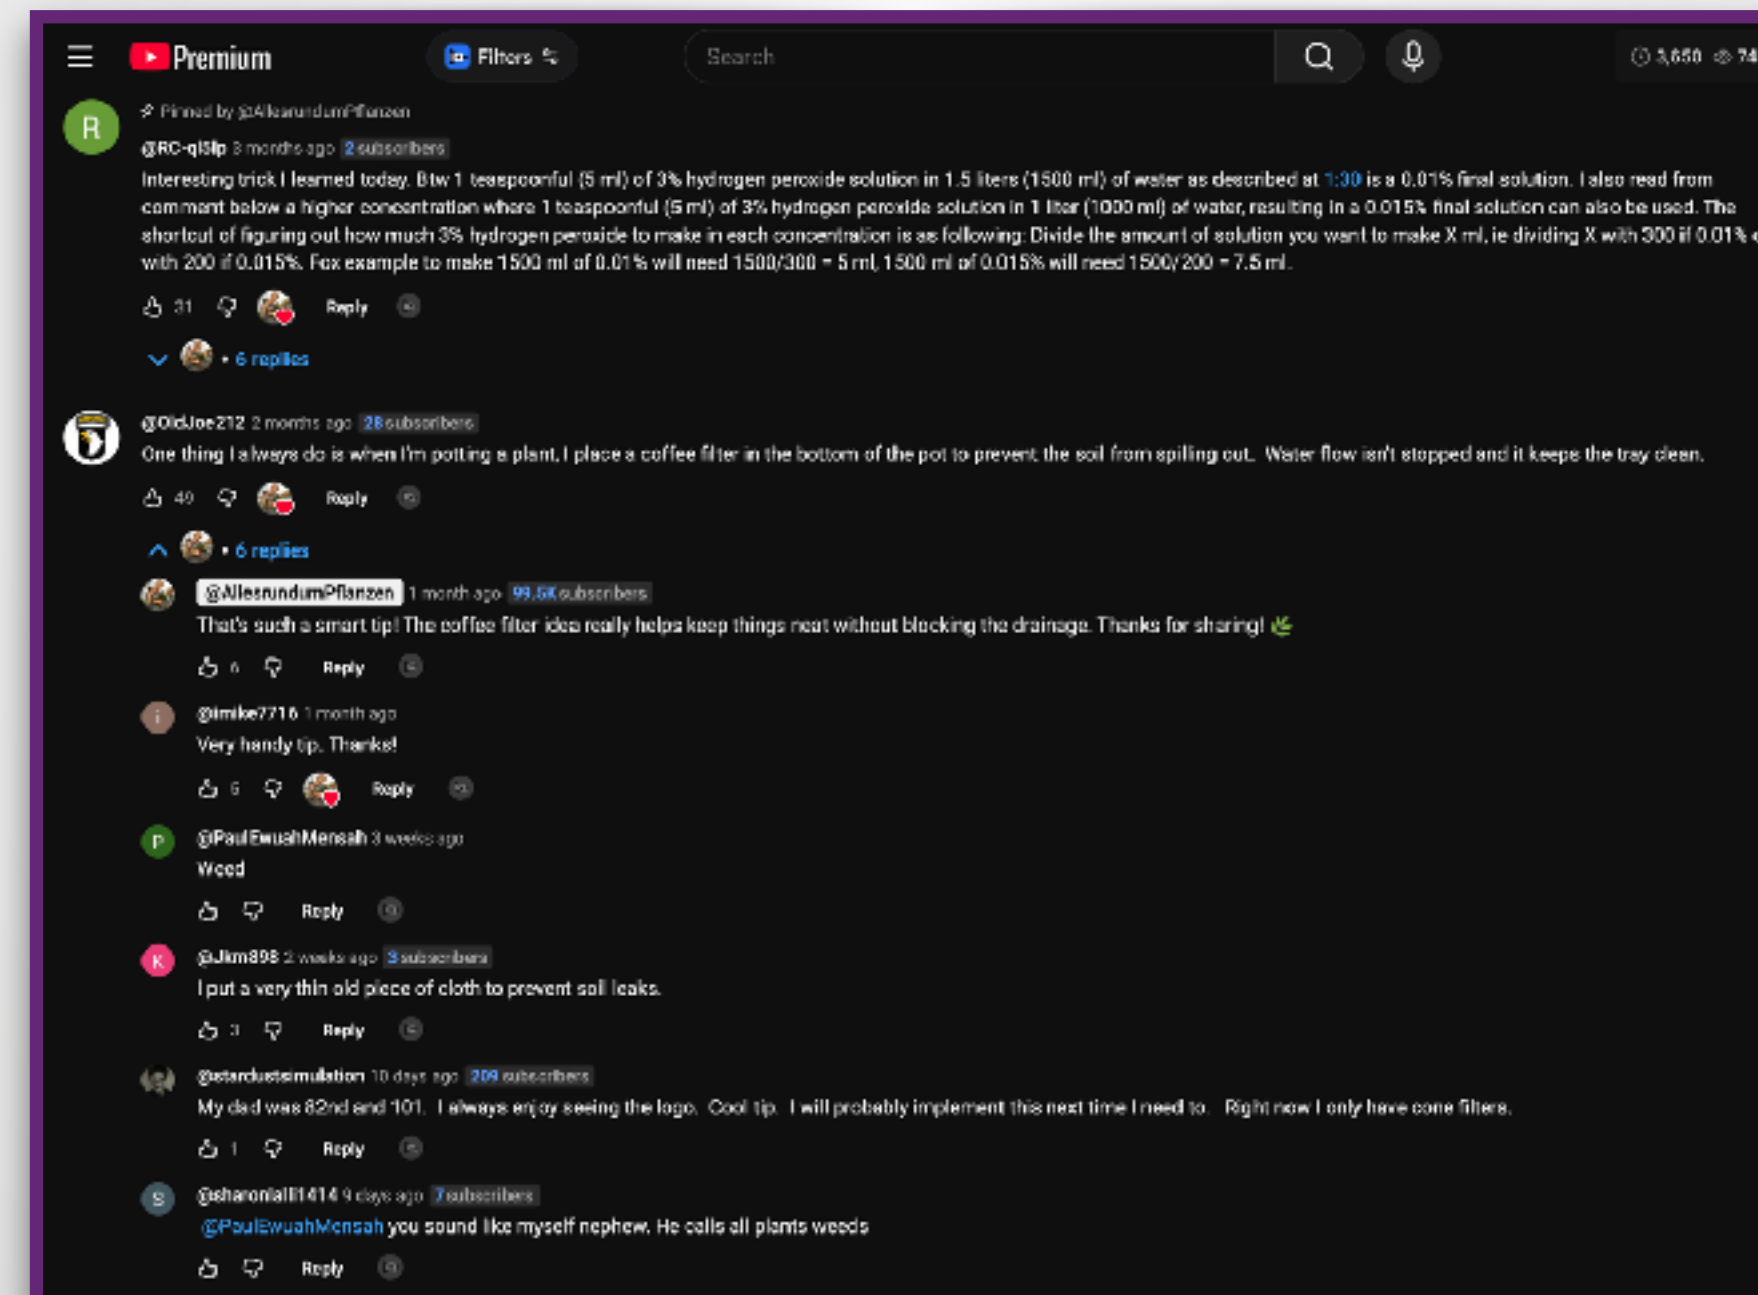 Premium
Filters
Search
3,650 74
Pinned by @AllesrundumPflanzen
3 months ago 2 subscribers
Interesting trick I learned today. Btw 1 teaspoonful (5 ml) of 3% hydrogen peroxide solution in 1.5 liters (1500 ml) of water as described at 1:30 is a 0.01% final solution. I also read from
comment below a higher concentration where 1 teaspoonful (5 ml) of 3% hydrogen peroxide solution in 1 liter (1000 ml) of water, resulting in a 0.015% final solution can also be used. The
shortcut of figuring out how much 3% hydrogen peroxide to make in each concentration is as following: Divide the amount of solution you want to make X ml, ie dividing X with 300 if 0.01%
with 200 if 0.015%. Fox example to make 1500 ml of 0.01% will need 1500/300 = 5 ml, 1500 ml of 0.015% will need 1500/200 = 7.5 ml.
31 Reply
• 6 replies
@OldJoe212 2 months ago 28 subscribers
One thing I always do is when I'm potting a plant, I place a coffee filter in the bottom of the pot to prevent the soil from spilling out. Water flow isn't stopped and it keeps the tray clean.
49 Reply
• 6 replies
@AllesrundumPflanzen 1 month ago 99.5K subscribers
That's such a smart tip! The coffee filter idea really helps keep things neat without blocking the drainage. Thanks for sharing! 🌿
6 Reply
@imike7716 1 month ago
Very handy tip. Thanks!
5 Reply
@PaulEwuahMensah 3 weeks ago
Weed
Reply
@Jkm898 2 weeks ago 3 subscribers
I put a very thin old piece of cloth to prevent soil leaks.
3 Reply
@stardustsimulation 10 days ago 209 subscribers
My dad was 82nd and 101. I always enjoy seeing the logo. Cool tip. I will probably implement this next time I need to. Right now I only have cone filters.
1 Reply
9 days ago 7 subscribers
@PaulEwuahMensah you sound like myself nephew. He calls all plants weeds
Reply